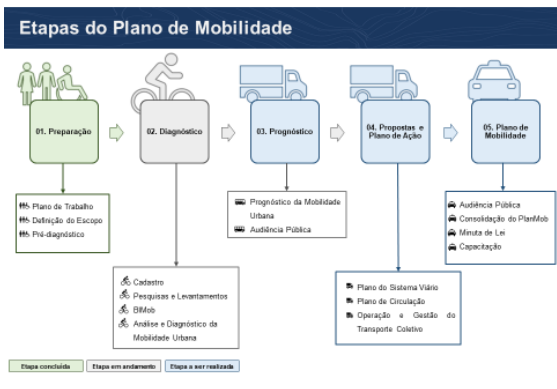 Etapas do Plano de Mobilidade
01. Preparação
02. Diagnóstico
03. Prognóstico
04. Propostas e
Plano de Ação
05. Plano de
Mobilidade
Plano de Trabalho
Definição do Escopo
Pré-diagnóstico
Cadastro
Pesquisas e Levantamentos
BIMob
Análise e Diagnóstico da
Mobilidade Urbana
Prognóstico da Mobilidade
Urbana
Audiência Pública
Plano do Sistema Viário
Plano de Circulação
Operação e Gestão do
Transporte Coletivo
Audiência Pública
Consolidação do PlanMob
Minuta de Lei
Capacitação
Etapa concluída
Etapa em andamento
Etapa a ser realizada